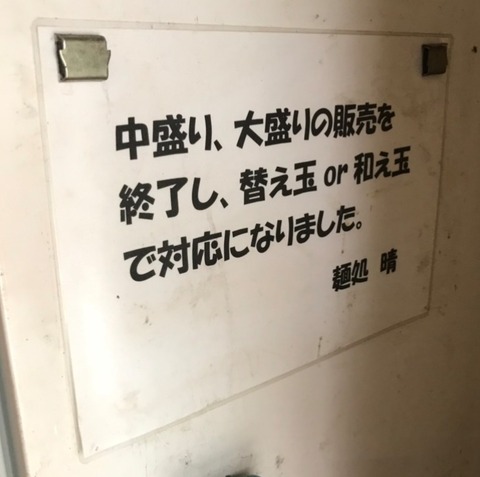 中盛り、大盛りの販売を
終了し、替え玉 or 和え玉
で対応になりました。
麺処 晴